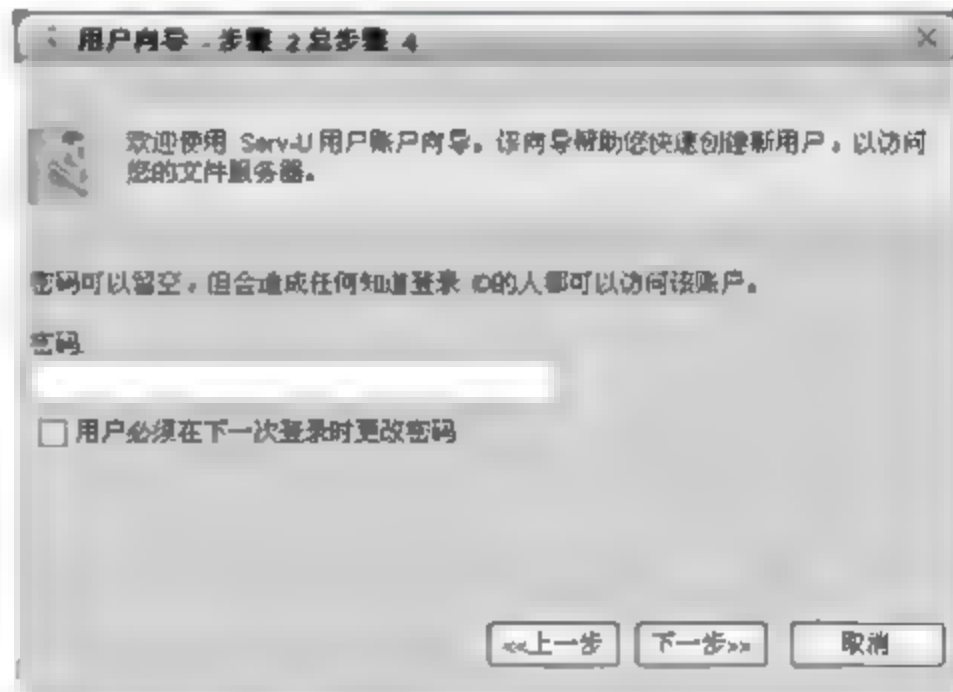 用户向导 - 步骤 2 总步骤 4
欢迎使用 Serv-U 用户账户向导。该向导帮助您快速创建新用户，以访问
您的文件服务器。
密码可以留空，但会造成任何知道登录 ID的人都可以访问该账户。
密码:
用户必须在下一次登录时更改密码
<<上一步
下一步>>
取消